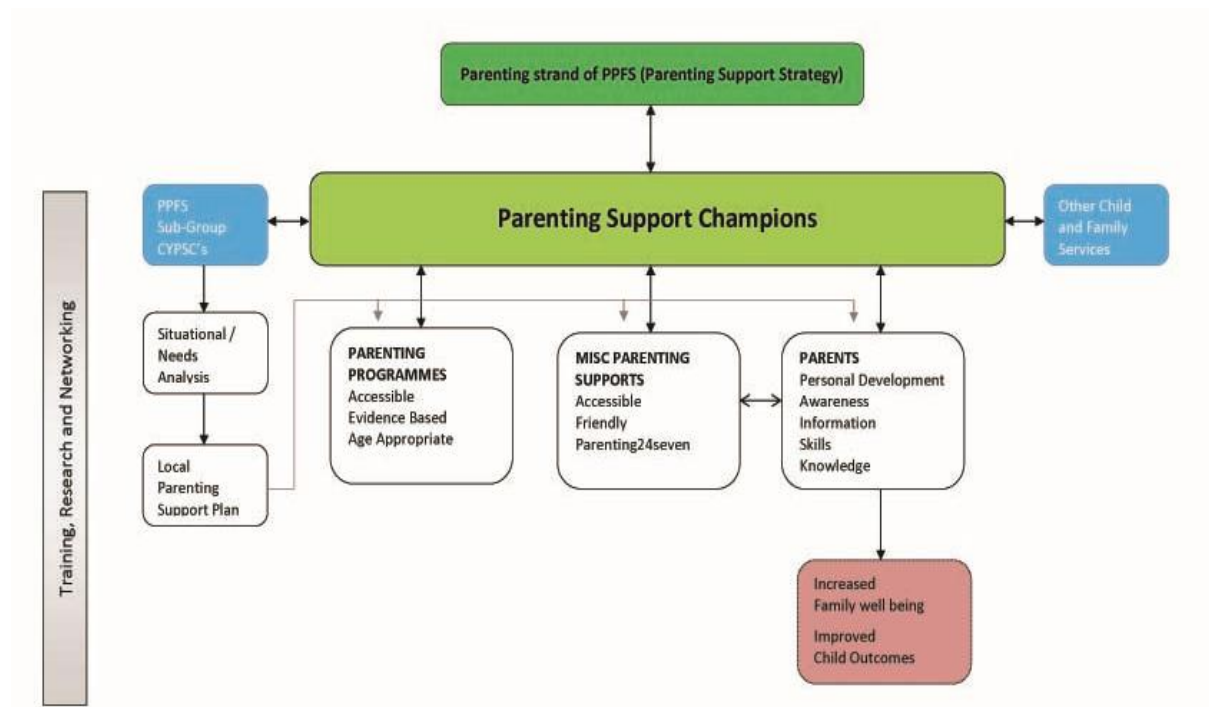 Parenting strand of PPFS (Parenting Support Strategy)
PPFS
Sub-Group
CYPSC's
Parenting Support Champions
Other Child
and Family
Services
Training, Research and Networking
Situational /
Needs
Analysis
Local
Parenting
Support Plan
PARENTING
PROGRAMMES
Accessible
Evidence Based
Age Appropriate
MISC PARENTING
SUPPORTS
Accessible
Friendly
Parenting24seven
PARENTS
Personal Development
Awareness
Information
Skills
Knowledge
Increased
Family well being
Improved
Child Outcomes